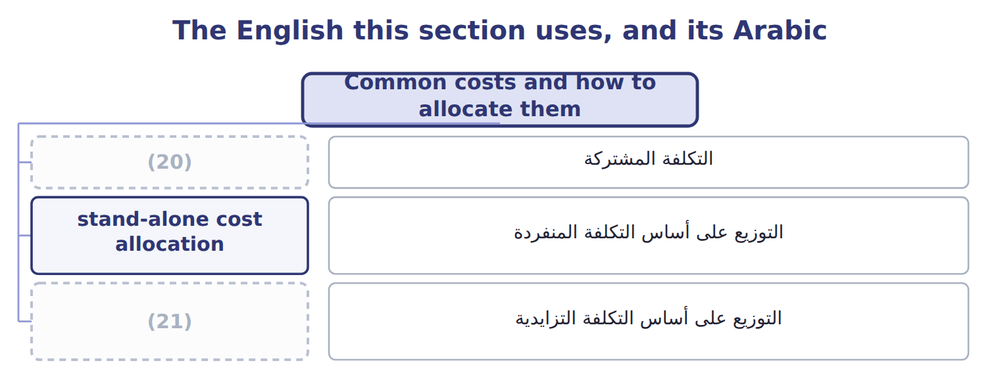 The English this section uses, and its Arabic
Common costs and how to
allocate them
(20)
التكلفة المشتركة
stand-alone cost
allocation
التوزيع على أساس التكلفة المنفردة
(21)
التوزيع على أساس التكلفة التزايدية